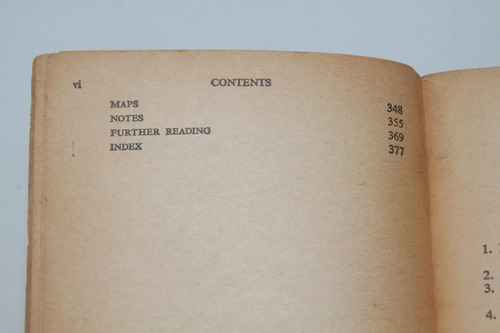 vi CONTENTS
MAPS 348
NOTES 355
FURTHER READING 369
INDEX 377
1.
2.
3.
4.